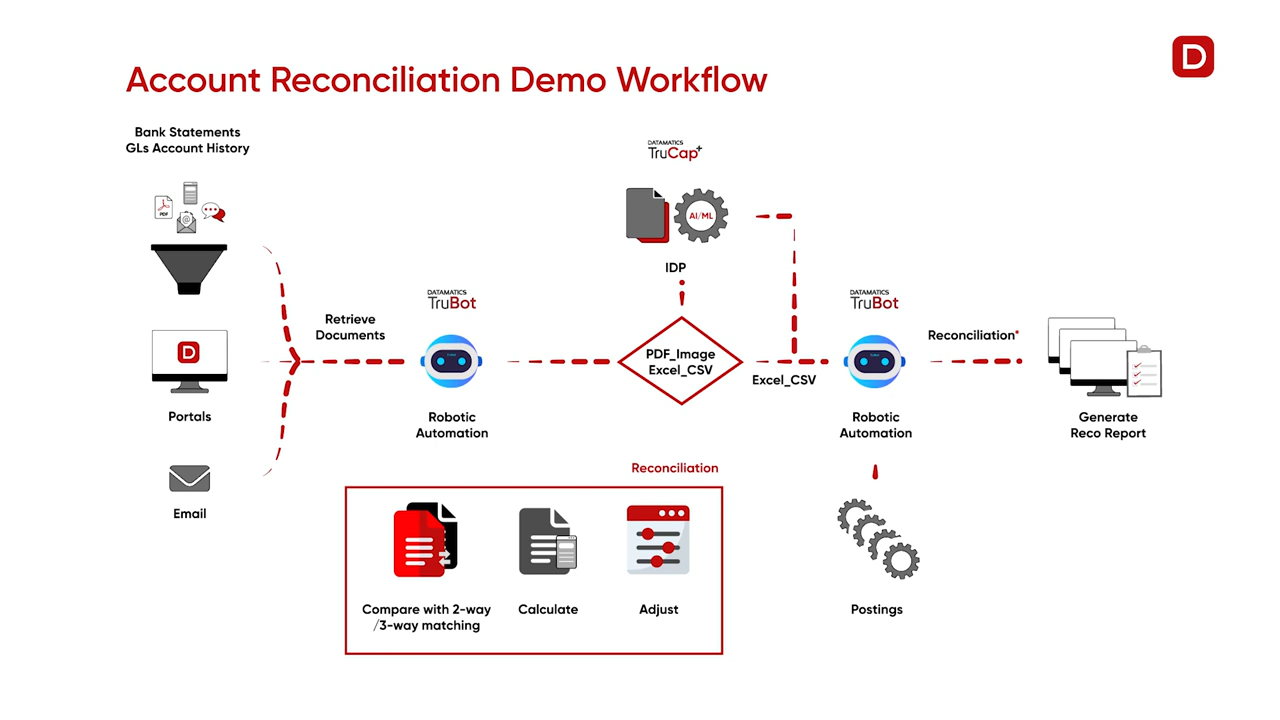 D
Account Reconciliation Demo Workflow
Bank Statements
GLs Account History
PDF
@
D
Portals
Email
Retrieve
Documents
DATAMATICS
TruBot
Robotic
Automation
DATAMATICS
TruCap+
AI/ML
IDP
PDF_Image
Excel_CSV
Excel_CSV
DATAMATICS
TruBot
Robotic
Automation
Reconciliation*
Generate
Reco Report
Postings
Reconciliation
Compare with 2-way
/3-way matching
Calculate
Adjust